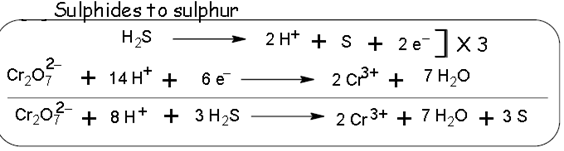 Sulphides to sulphur
H₂S ⟶ 2 H⁺ + S + 2 e⁻ ] X 3
Cr₂O₇²⁻ + 14 H⁺ + 6 e⁻ ⟶ 2 Cr³⁺ + 7 H₂O
Cr₂O₇²⁻ + 8 H⁺ + 3 H₂S ⟶ 2 Cr³⁺ + 7 H₂O + 3 S